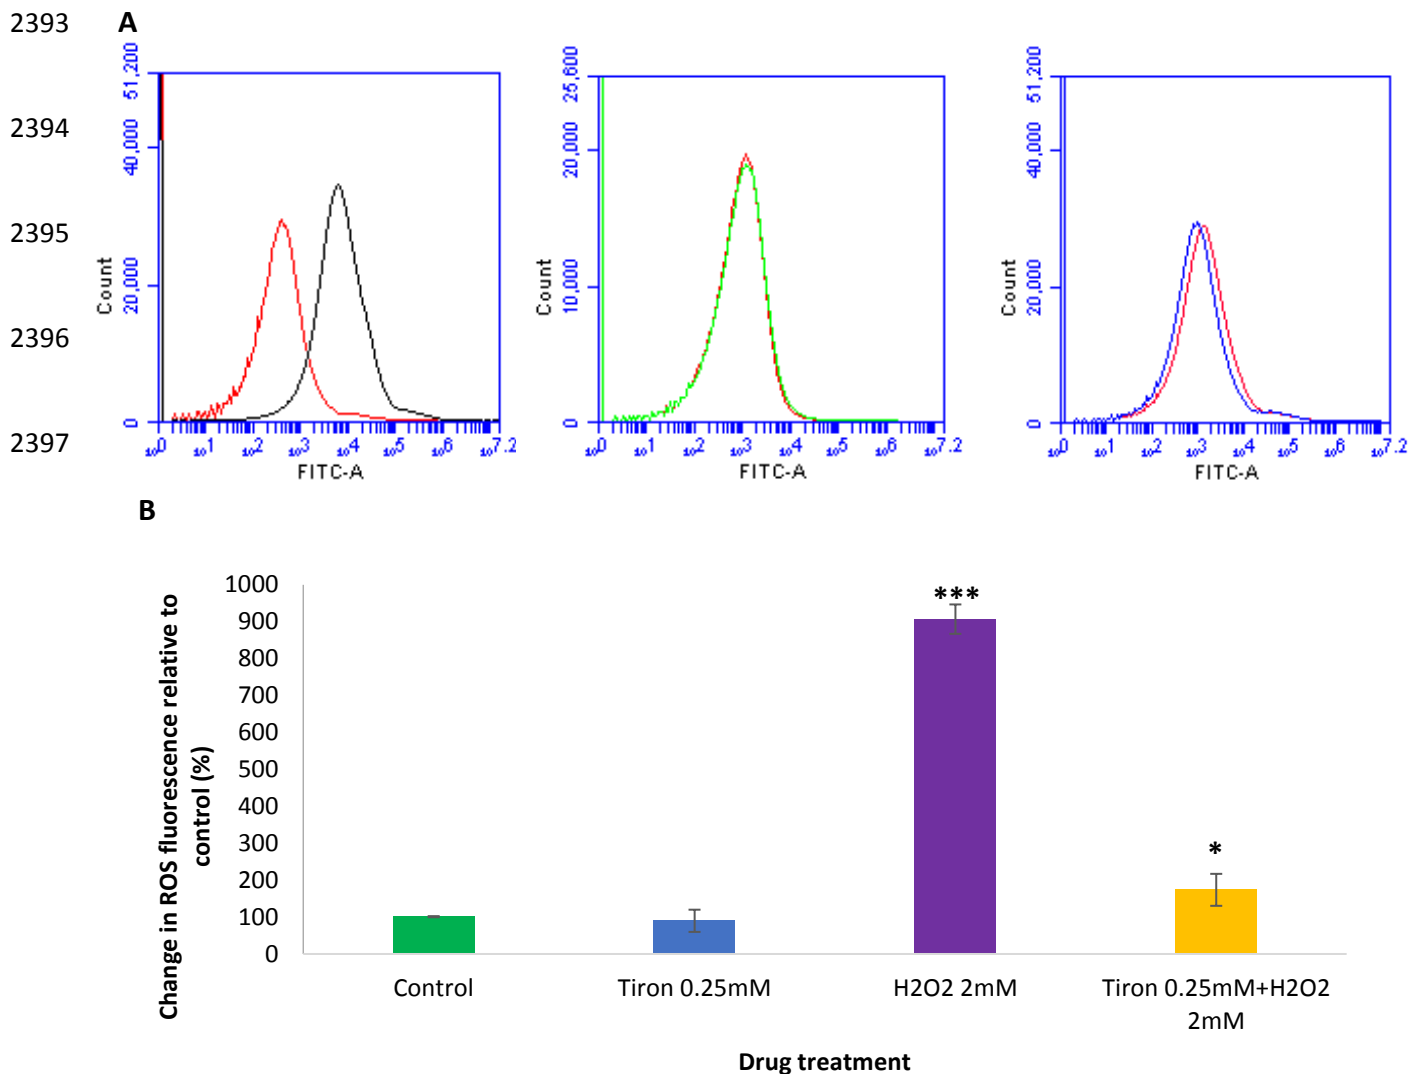 2393
A
51,200
40,000
20,000
0
Count
10^0 10^1 10^2 10^3 10^4 10^5 10^6 10^7.2
FITC-A
25,600
20,000
10,000
0
Count
10^0 10^1 10^2 10^3 10^4 10^5 10^6 10^7.2
FITC-A
51,200
40,000
20,000
0
Count
10^0 10^1 10^2 10^3 10^4 10^5 10^6 10^7.2
FITC-A
2394
2395
2396
2397
B
Change in ROS fluorescence relative to
control (%)
1000
900
800
700
600
500
400
300
200
100
0
***
*
Control
Tiron 0.25mM
H2O2 2mM
Tiron 0.25mM+H2O2
2mM
Drug treatment